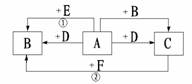 +E
+B
①
B
+D
A
+D
C
+F
②